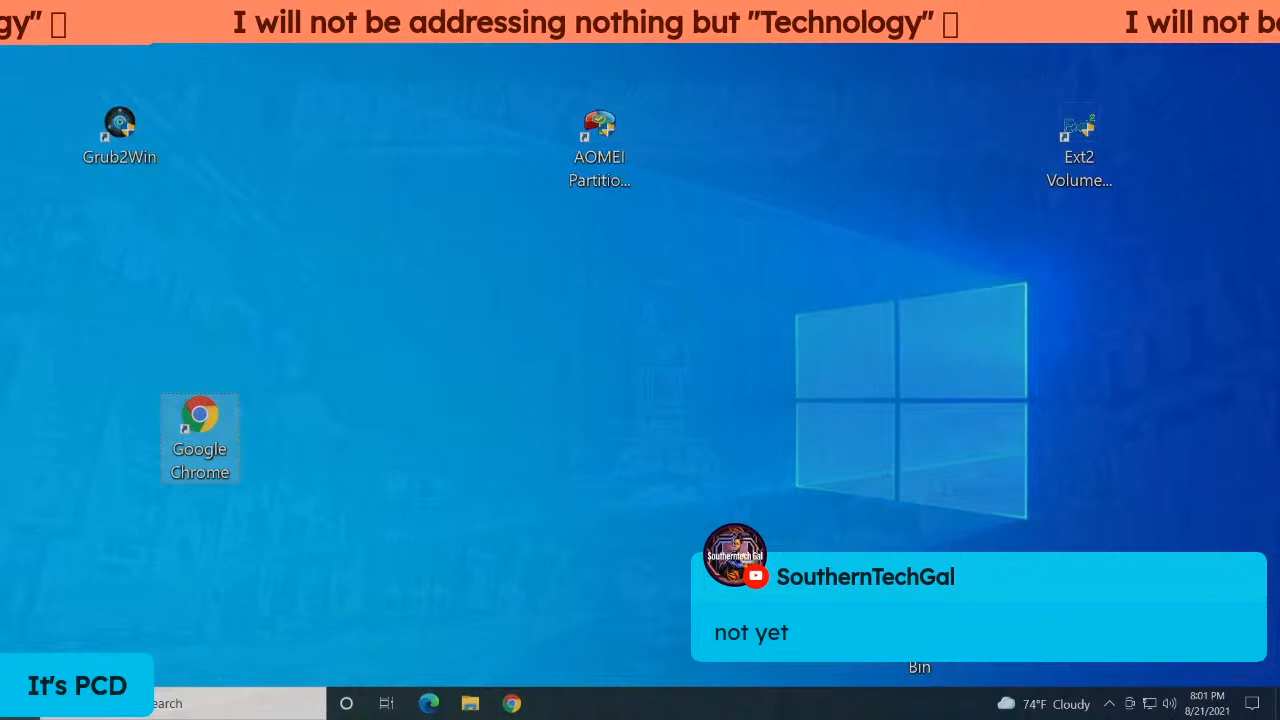 gy"
I will not be addressing nothing but "Technology"
I will not b
Grub2Win
AOMEI
Partitio...
Ext2
Volume...
Google
Chrome
SouthernTechGal
not yet
Bin
It's PCD
earch
74°F Cloudy
8:01 PM
8/21/2021